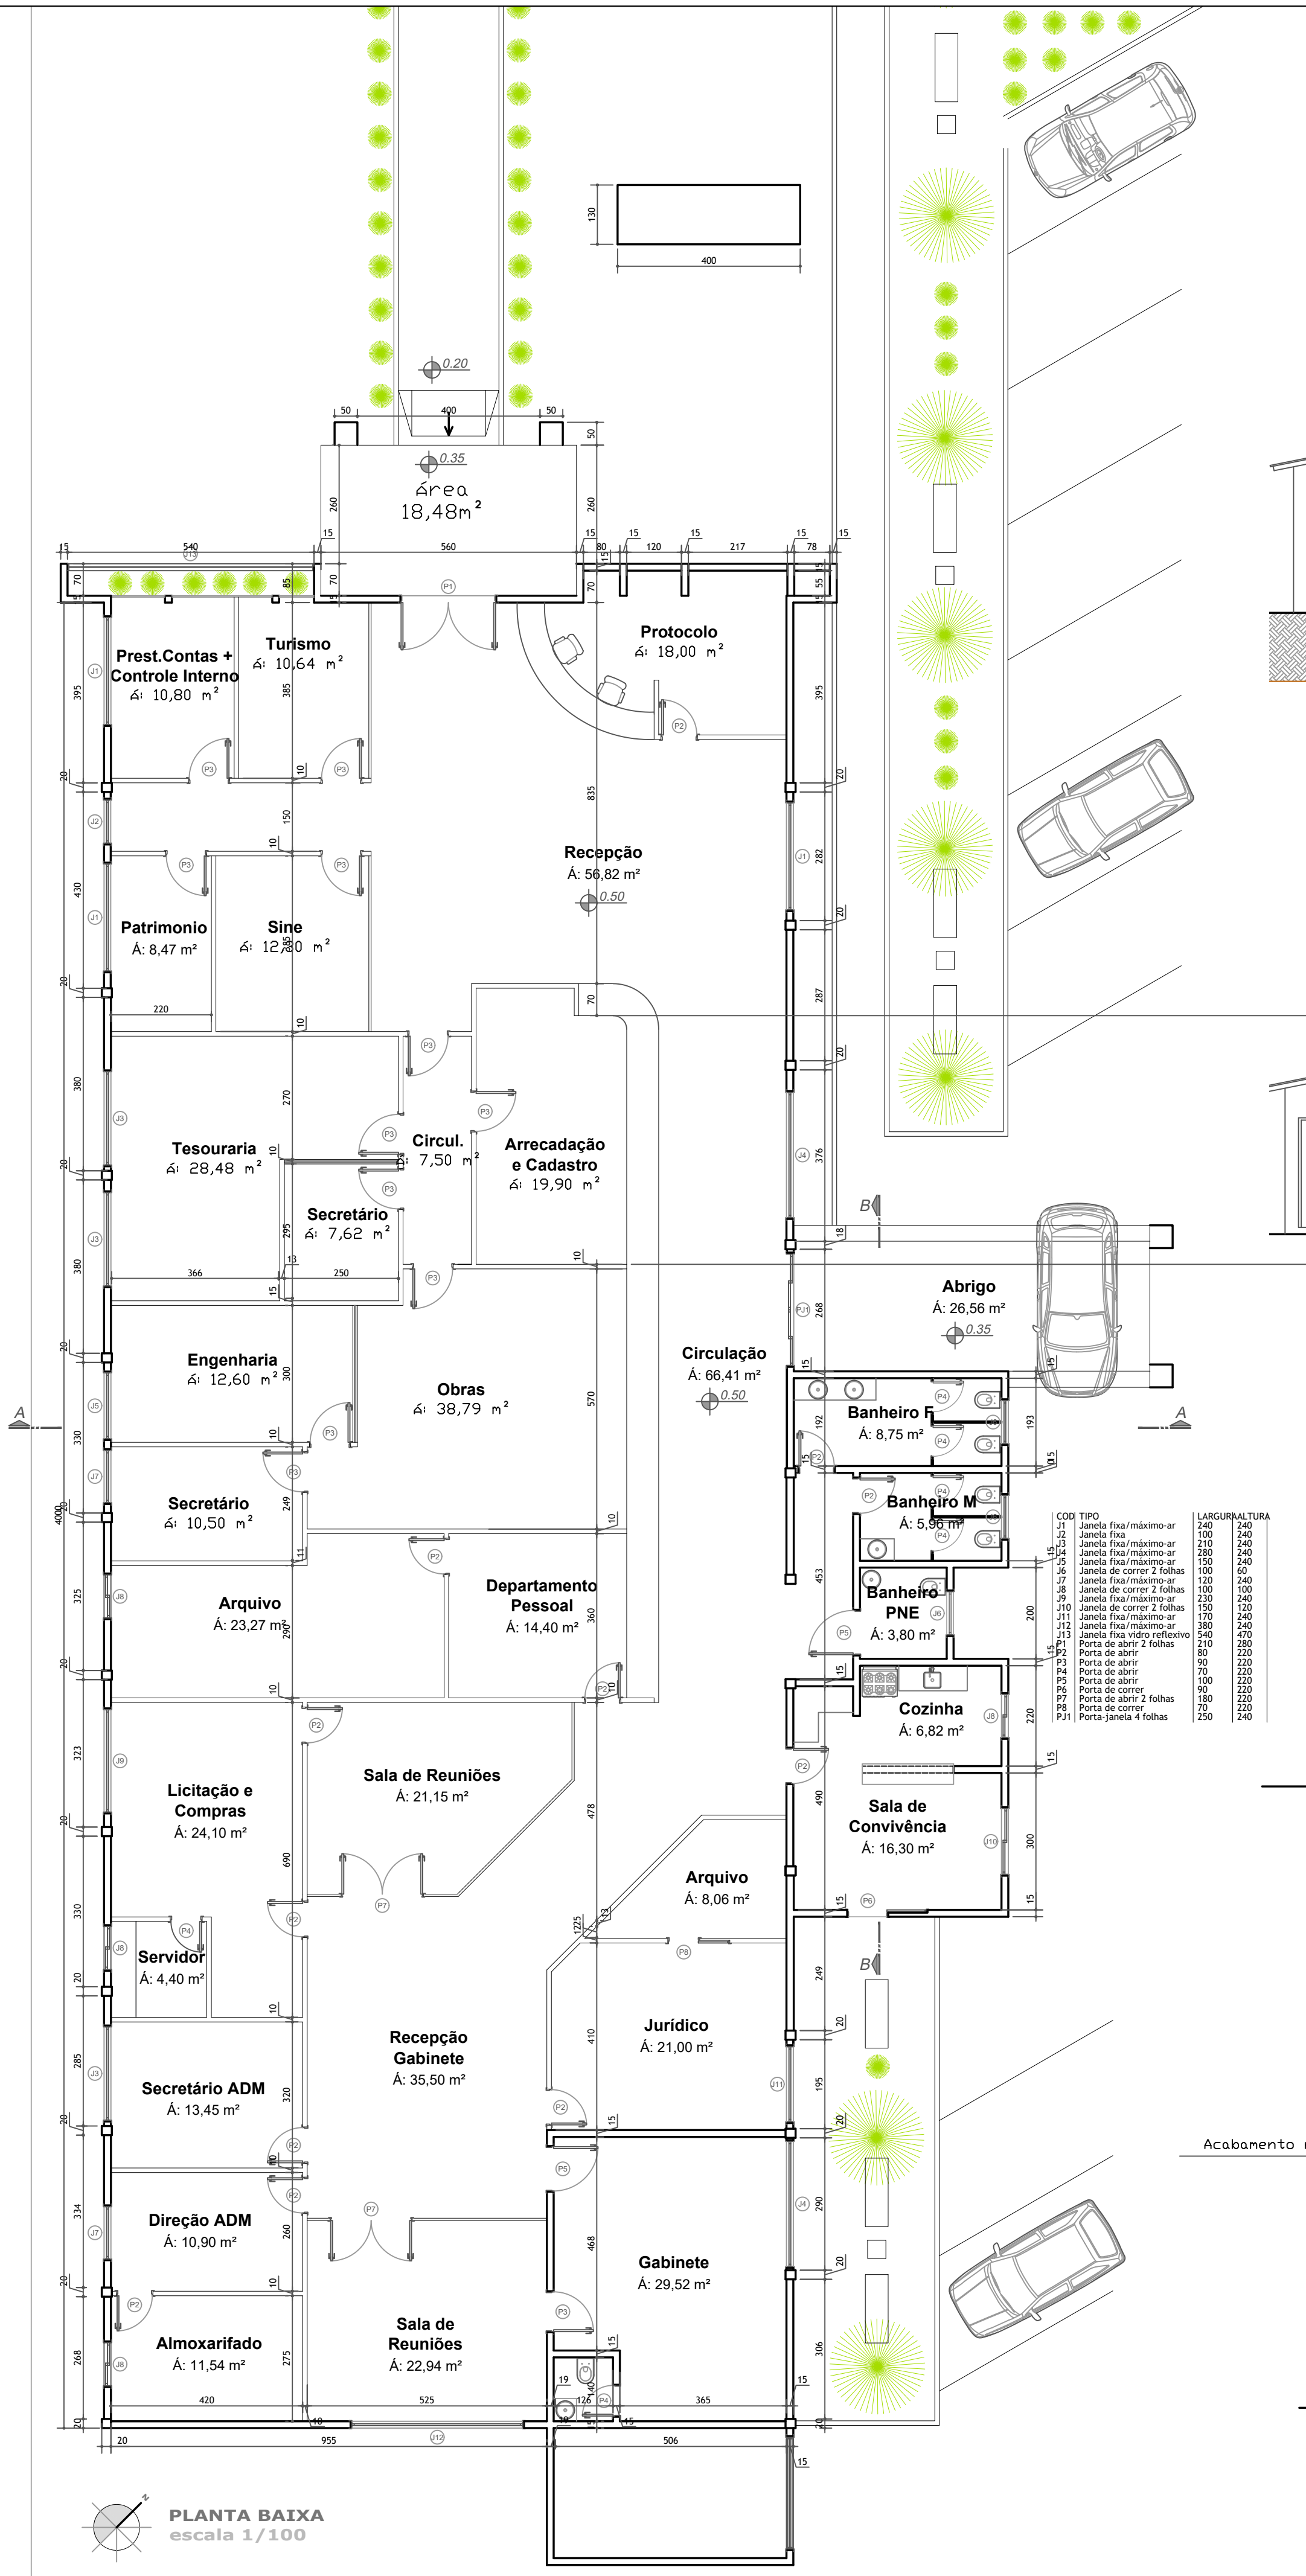 130
400
0.20
50
400
50
50
0.35
Área
18,48m²
260
260
15
540
J13
15
560
15
80
15
120
15
217
15
78
15
15
70
85
70
70
55
15
P1
Prest.Contas +
Controle Interno
Á: 10,80 m²
Turismo
Á: 10,64 m²
Protocolo
Á: 18,00 m²
J1
395
385
395
P2
P3
P3
20
10
20
835
J2
150
10
P3
P3
Recepção
Á: 56,82 m²
0.50
J1
282
430
J1
Patrimonio
Á: 8,47 m²
Sine
20
20
220
10
70
287
20
380
J3
270
P3
P3
Tesouraria
Á: 28,48 m²
P3
Circul.
Á: 7,50 m²
Arrecadação
e Cadastro
Á: 19,90 m²
J4
376
10
20
P3
Secretário
Á: 7,62 m²
B
18
J3
295
380
366
13
250
15
P3
10
PJ1
268
Abrigo
Á: 26,56 m²
0.35
20
Engenharia
Á: 12,60 m²
300
Obras
Á: 38,79 m²
570
Circulação
Á: 66,41 m²
0.50
15
15
J5
330
10
P3
A
A
Banheiro F
Á: 8,75 m²
192
193
P4
P4
P2
15
15
J7
P3
Secretário
Á: 10,50 m²
249
20
4000
10
11
P2
Banheiro M
Á: 5,96 m²
P4
P4
COD TIPO LARGURA ALTURA
J1 Janela fixa/máximo-ar 240 240
J2 Janela fixa 100 240
J3 Janela fixa/máximo-ar 210 240
J4 Janela fixa/máximo-ar 280 240
J5 Janela fixa/máximo-ar 150 240
J6 Janela de correr 2 folhas 100 60
J7 Janela fixa/máximo-ar 120 240
J8 Janela de correr 2 folhas 100 100
J9 Janela fixa/máximo-ar 230 240
J10 Janela de correr 2 folhas 150 120
J11 Janela fixa/máximo-ar 170 240
J12 Janela fixa/máximo-ar 380 240
J13 Janela fixa vidro reflexivo 540 470
P1 Porta de abrir 2 folhas 210 280
P2 Porta de abrir 80 220
P3 Porta de abrir 90 220
P4 Porta de abrir 70 220
P5 Porta de abrir 100 220
P6 Porta de correr 90 220
P7 Porta de abrir 2 folhas 180 220
P8 Porta de correr 70 220
PJ1 Porta-janela 4 folhas 250 240
15
P2
453
J8
325
Arquivo
Á: 23,27 m²
290
Departamento
Pessoal
Á: 14,40 m²
360
Banheiro
PNE
Á: 3,80 m²
J6
200
P5
15
15
20
10
P2
10
P2
Cozinha
Á: 6,82 m²
J8
220
323
J9
Sala de Reuniões
Á: 21,15 m²
P2
15
Licitação e
Compras
Á: 24,10 m²
20
478
490
Sala de
Convivência
Á: 16,30 m²
J10
300
690
Arquivo
Á: 8,06 m²
P7
330
P2
P4
P6
15
15
1225
13
P8
J8
Servidor
Á: 4,40 m²
B
249
20
10
Jurídico
Á: 21,00 m²
Recepção
Gabinete
Á: 35,50 m²
410
20
285
J3
Secretário ADM
Á: 13,45 m²
320
J11
195
P2
15
20
20
P2
Acabamento
P5
P2
334
J7
Direção ADM
Á: 10,90 m²
260
P7
J4
290
468
Gabinete
Á: 29,52 m²
20
10
20
P2
P3
Almoxarifado
Á: 11,54 m²
275
268
J8
Sala de
Reuniões
Á: 22,94 m²
15
306
140
P4
19
126
365
15
420
525
10
19
15
20
20
20
955
J12
506
15
N
PLANTA BAIXA
escala 1/100